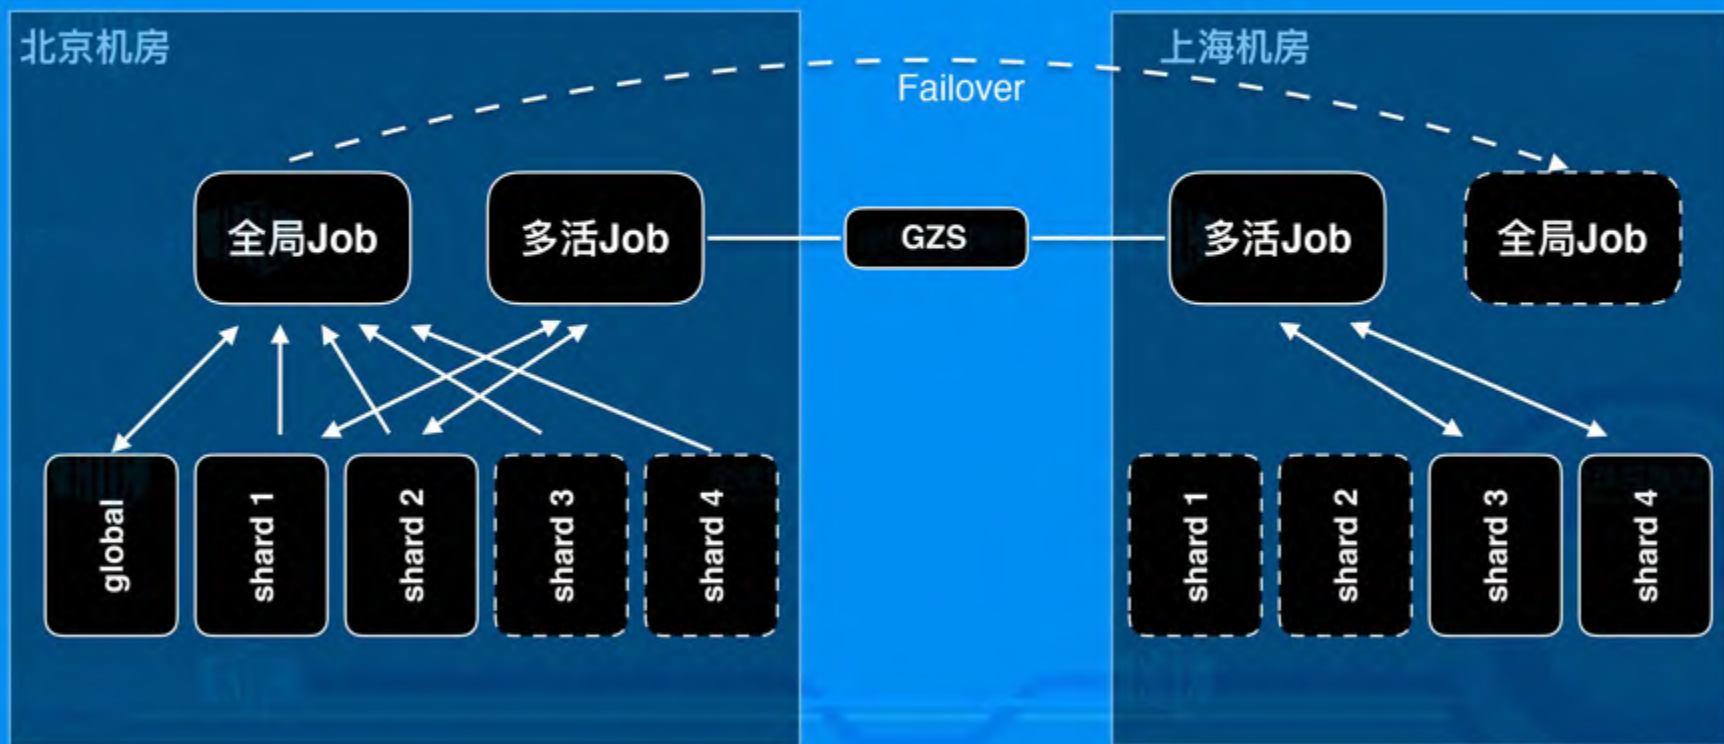 北京机房
上海机房
Failover
全局Job
多活Job
GZS
多活Job
全局Job
global
shard 1
shard 2
shard 3
shard 4
shard 1
shard 2
shard 3
shard 4